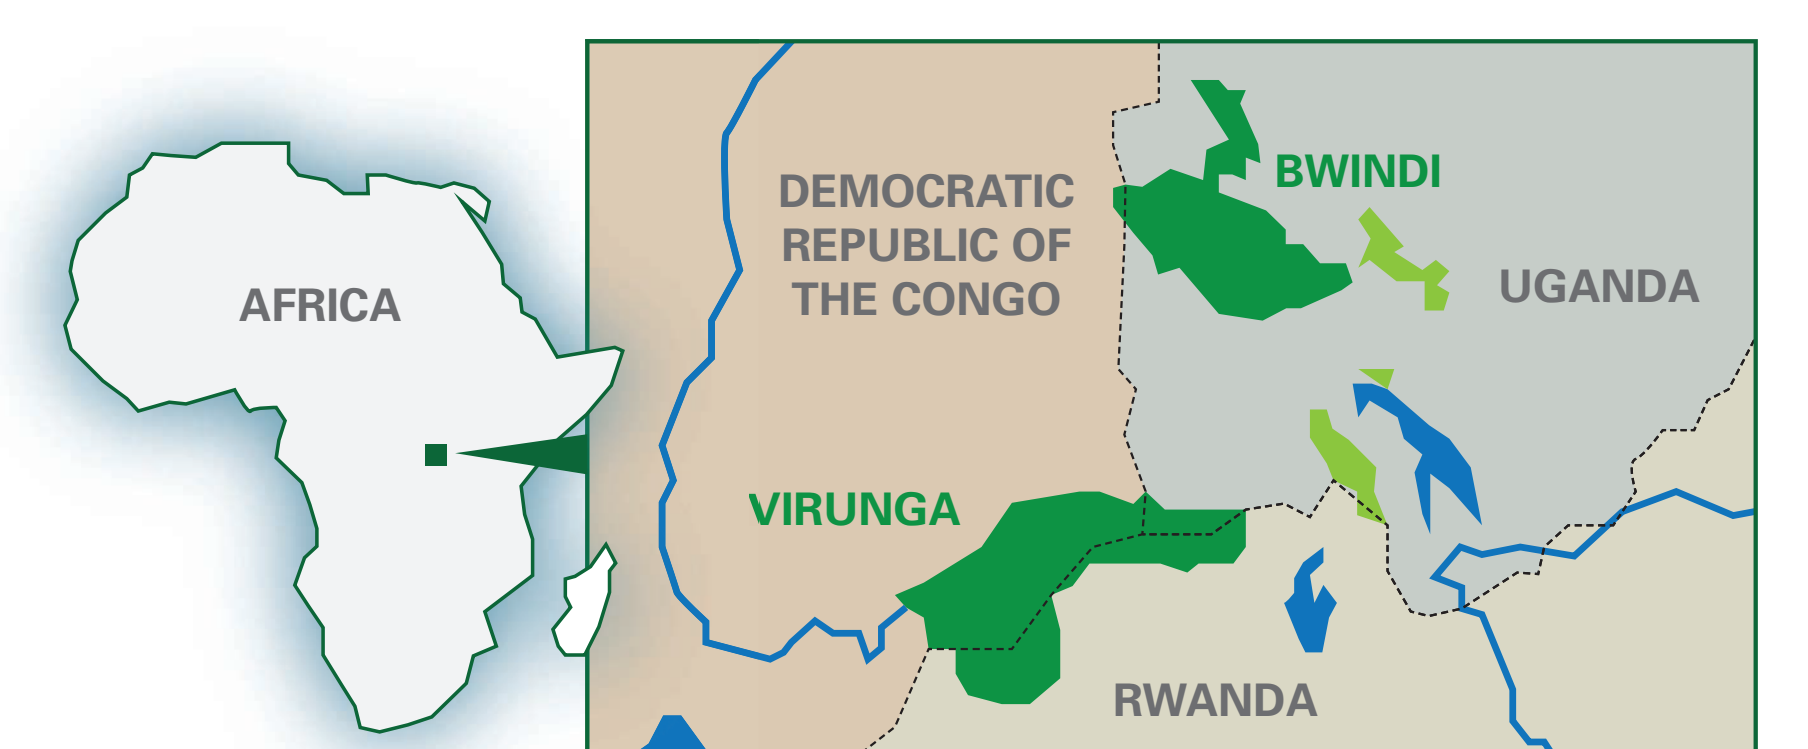 AFRICA
DEMOCRATIC
REPUBLIC OF
THE CONGO
BWINDI
UGANDA
VIRUNGA
RWANDA